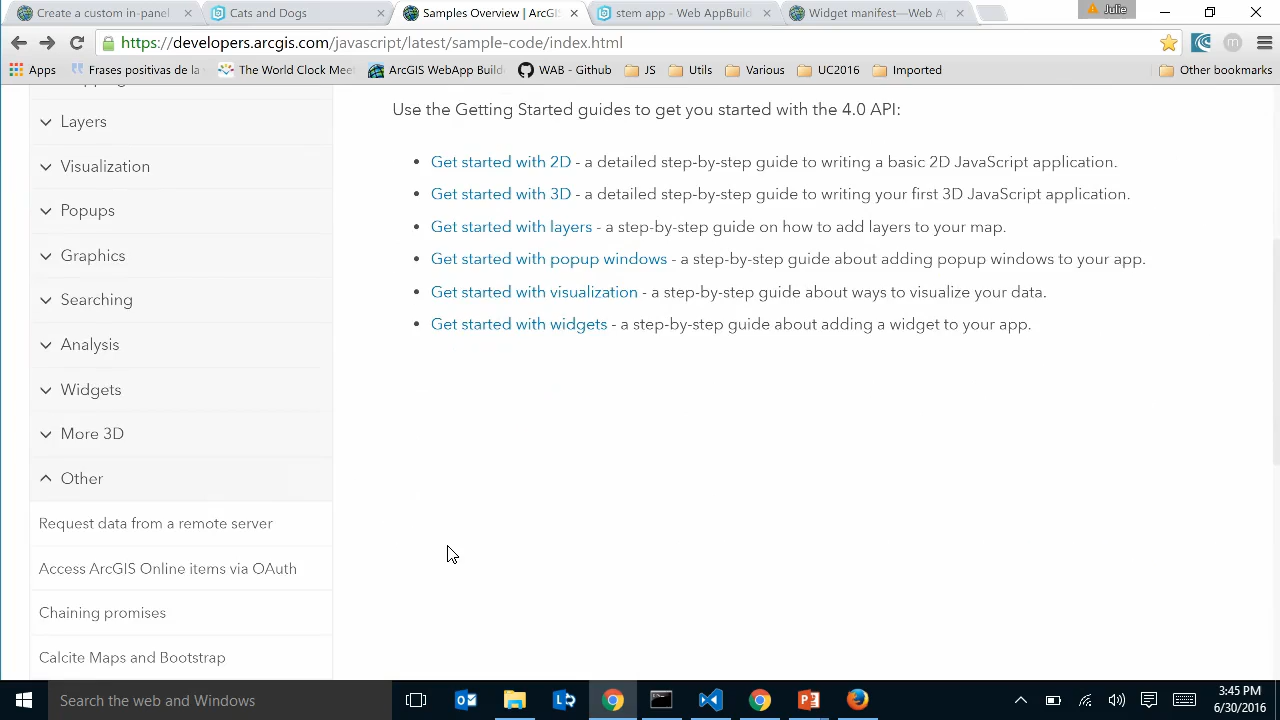 Create a custom in-panel
Cats and Dogs
Samples Overview | ArcGI
stem app - Web AppBuild
Widget manifest—Web A
Julie
https://developers.arcgis.com/javascript/latest/sample-code/index.html
Apps
Frases positivas de la
The World Clock Meet
ArcGIS WebApp Build
WAB - Github
JS
Util
Various
UC2016
Imported
Other bookmarks
Layers
Visualization
Popups
Graphics
Searching
Analysis
Widgets
More 3D
Other
Request data from a remote server
Access ArcGIS Online items via OAuth
Chaining promises
Calcite Maps and Bootstrap
Use the Getting Started guides to get you started with the 4.0 API:
• Get started with 2D - a detailed step-by-step guide to writing a basic 2D JavaScript application.
• Get started with 3D - a detailed step-by-step guide to writing your first 3D JavaScript application.
• Get started with layers - a step-by-step guide on how to add layers to your map.
• Get started with popup windows - a step-by-step guide about adding popup windows to your app.
• Get started with visualization - a step-by-step guide about ways to visualize your data.
• Get started with widgets - a step-by-step guide about adding a widget to your app.
Search the web and Windows
3:45 PM
6/30/2016